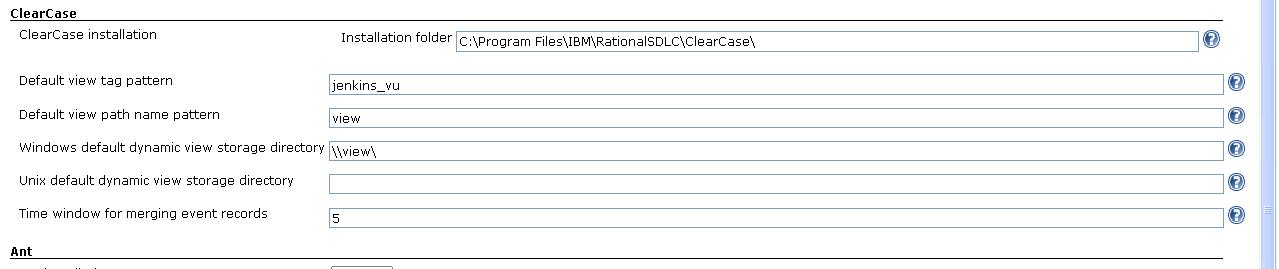 ClearCase
ClearCase installation Installation folder C:\Program Files\IBM\RationalSDLC\ClearCase\
Default view tag pattern jenkins_vu
Default view path name pattern view
Windows default dynamic view storage directory \\view\
Unix default dynamic view storage directory
Time window for merging event records 5
Ant